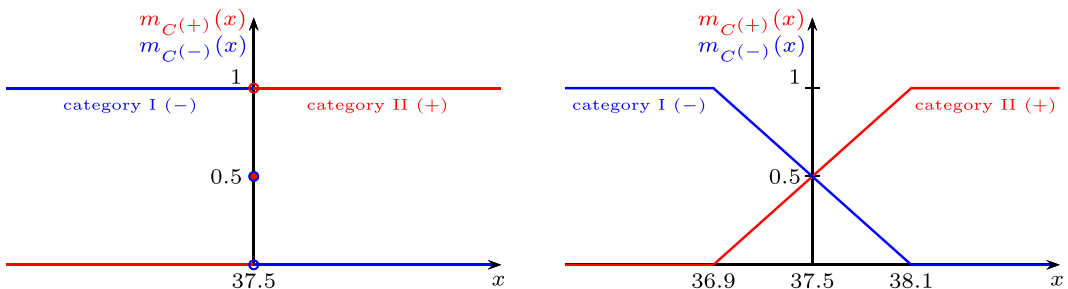 m_{C^{(+)}}(x)
m_{C^{(−)}}(x)
1
category I (−)
category II (+)
0.5
37.5
x
m_{C^{(+)}}(x)
m_{C^{(−)}}(x)
1
category I (−)
category II (+)
0.5
36.9
37.5
38.1
x